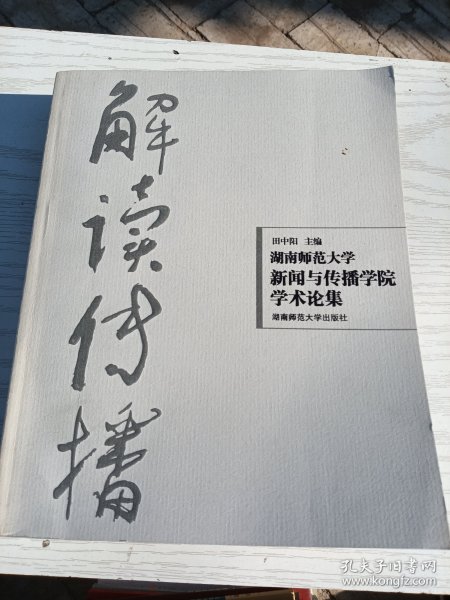 解读传播
田中阳 主编
湖南师范大学
新闻与传播学院
学术论集
湖南师范大学出版社
孔夫子旧书网
www.kongfz.com